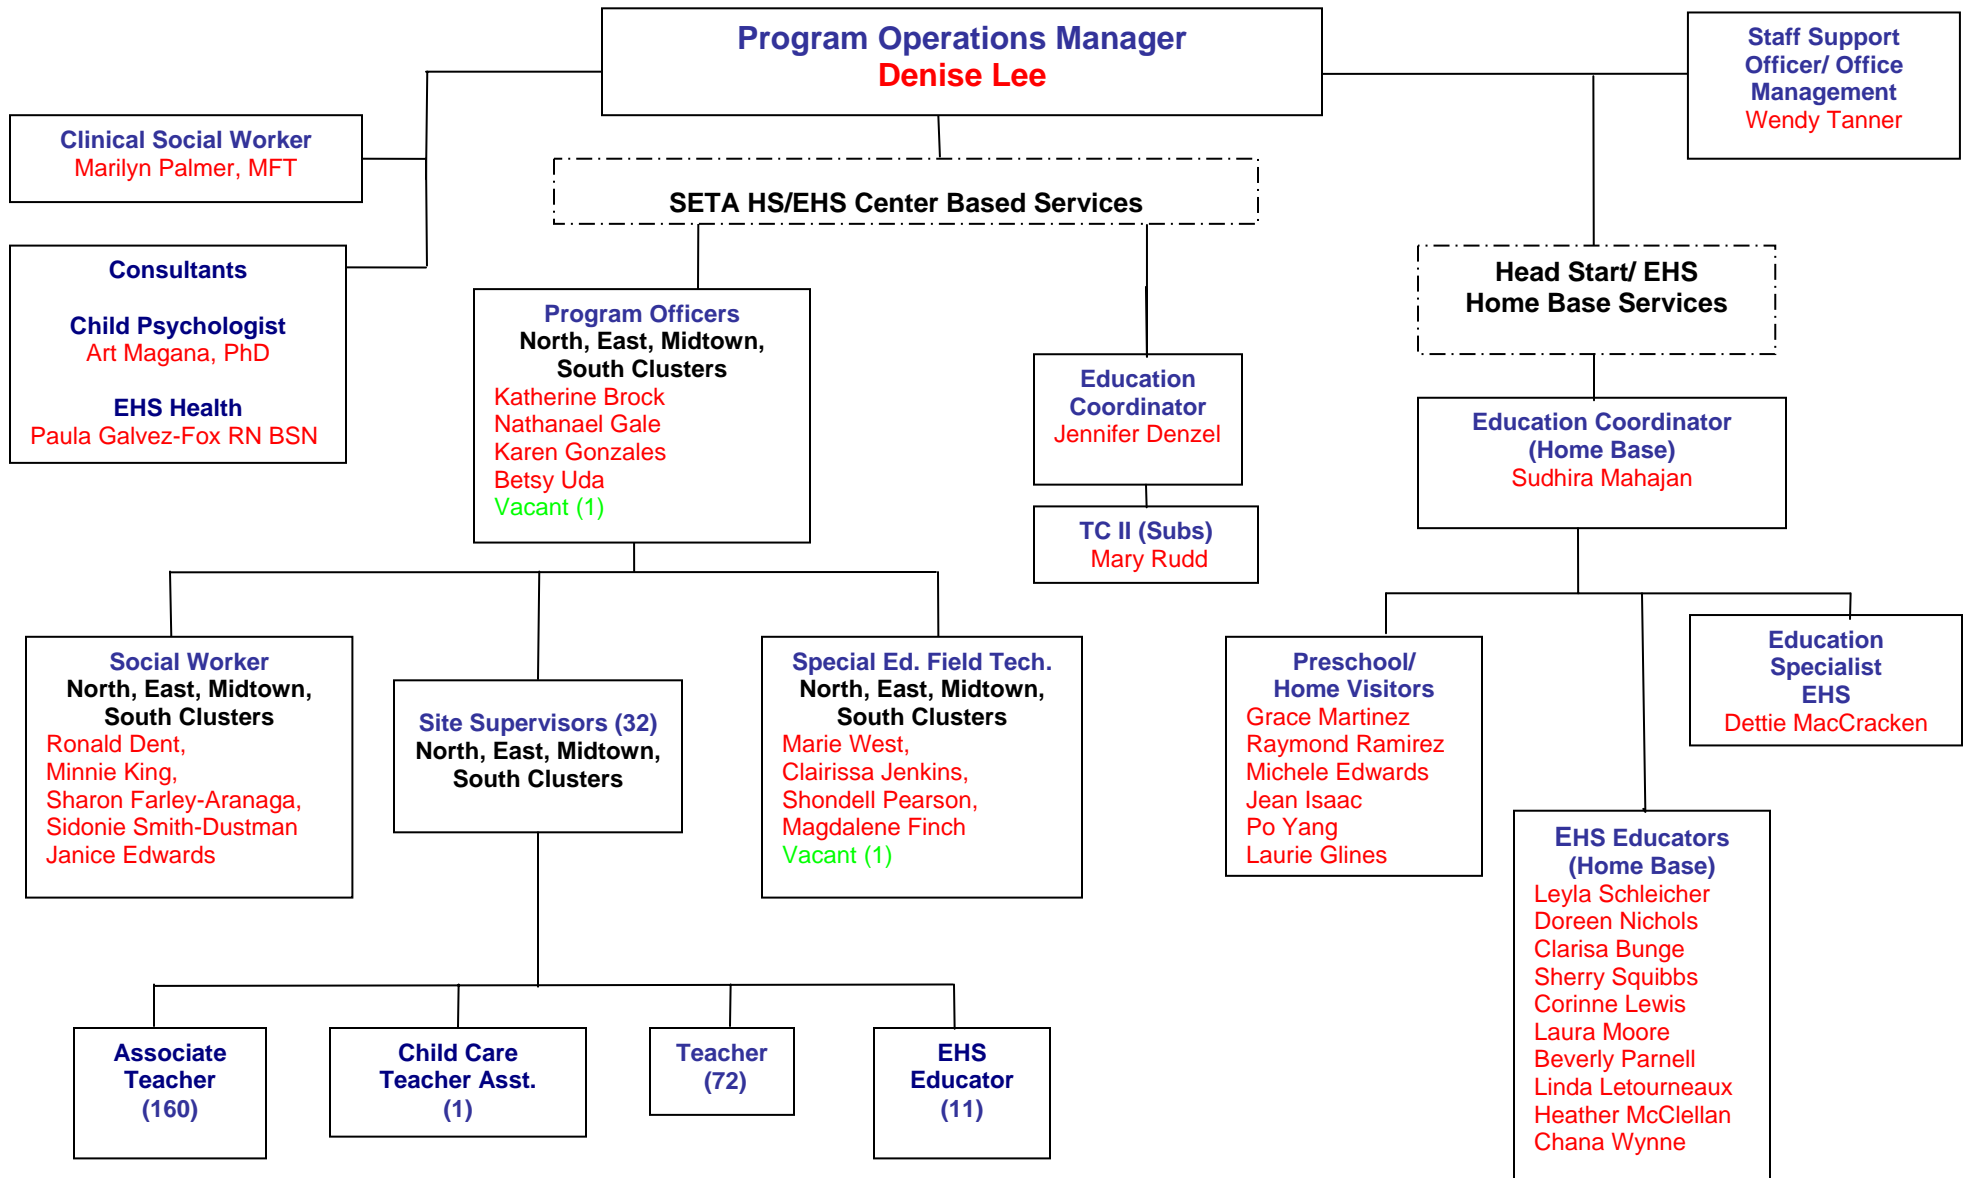 Program Operations Manager
Denise Lee
Staff Support
Officer/ Office
Management
Wendy Tanner
Clinical Social Worker
Marilyn Palmer, MFT
SETA HS/EHS Center Based Services
Consultants
Child Psychologist
Art Magana, PhD
EHS Health
Paula Galvez-Fox RN BSN
Head Start/ EHS
Home Base Services
Program Officers
North, East, Midtown,
South Clusters
Katherine Brock
Nathanael Gale
Karen Gonzales
Betsy Uda
Vacant (1)
Education
Coordinator
Jennifer Denzel
TC II (Subs)
Mary Rudd
Education Coordinator
(Home Base)
Sudhira Mahajan
Social Worker
North, East, Midtown,
South Clusters
Ronald Dent,
Minnie King,
Sharon Farley-Aranaga,
Sidonie Smith-Dustman
Janice Edwards
Site Supervisors (32)
North, East, Midtown,
South Clusters
Special Ed. Field Tech.
North, East, Midtown,
South Clusters
Marie West,
Clairissa Jenkins,
Shondell Pearson,
Magdalene Finch
Vacant (1)
Preschool/
Home Visitors
Grace Martinez
Raymond Ramirez
Michele Edwards
Jean Isaac
Po Yang
Laurie Glines
Education
Specialist
EHS
Dettie MacCracken
EHS Educators
(Home Base)
Leyla Schleicher
Doreen Nichols
Clarisa Bunge
Sherry Squibbs
Corinne Lewis
Laura Moore
Beverly Parnell
Linda Letourneaux
Heather McClellan
Chana Wynne
Associate
Teacher
(160)
Child Care
Teacher Asst.
(1)
Teacher
(72)
EHS
Educator
(11)